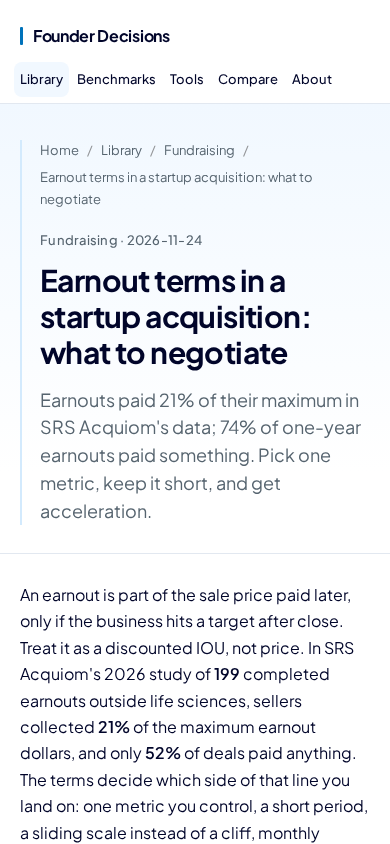 Founder Decisions
Library Benchmarks Tools Compare About
Home / Library / Fundraising /
Earnout terms in a startup acquisition: what to
negotiate
Fundraising · 2026-11-24
Earnout terms in a
startup acquisition:
what to negotiate
Earnouts paid 21% of their maximum in
SRS Acquiom's data; 74% of one-year
earnouts paid something. Pick one
metric, keep it short, and get
acceleration.
An earnout is part of the sale price paid later,
only if the business hits a target after close.
Treat it as a discounted IOU, not price. In SRS
Acquiom's 2026 study of 199 completed
earnouts outside life sciences, sellers
collected 21% of the maximum earnout
dollars, and only 52% of deals paid anything.
The terms decide which side of that line you
land on: one metric you control, a short period,
a sliding scale instead of a cliff, monthly